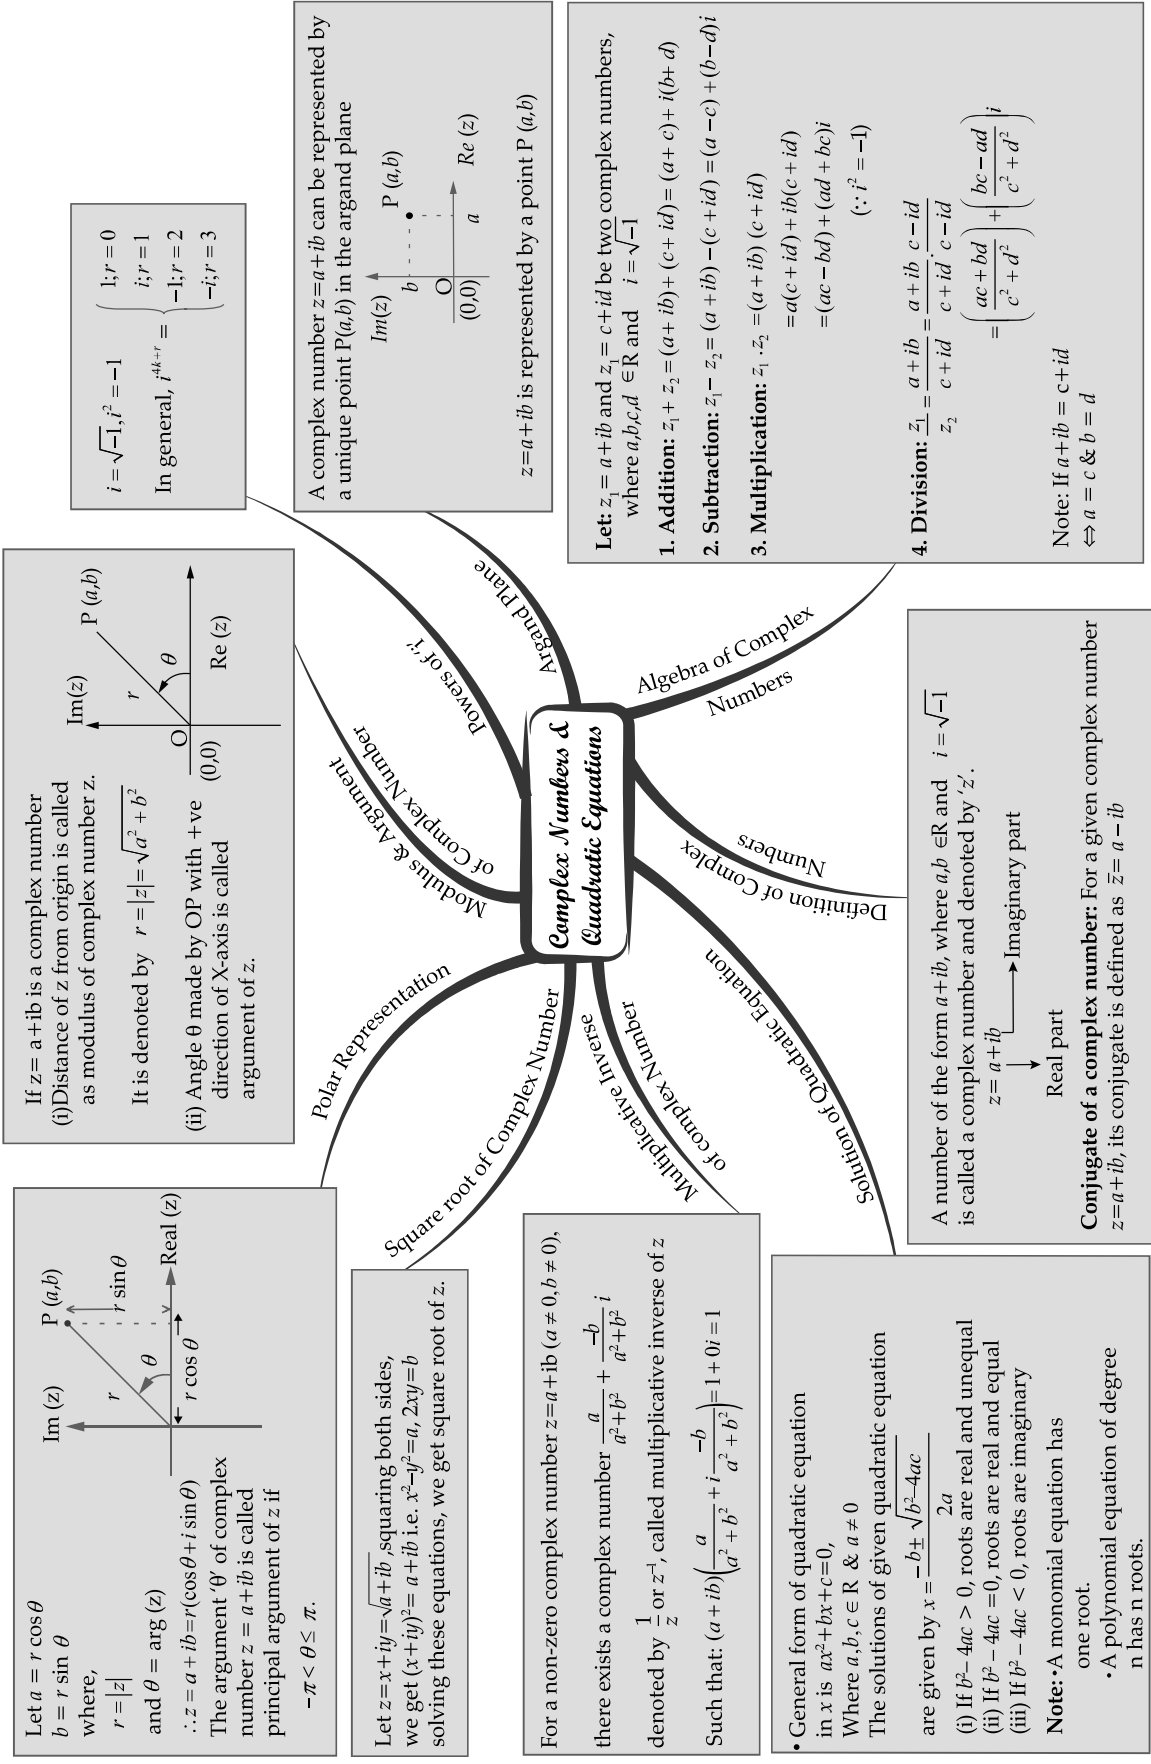 Complex Numbers &
Quadratic Equations
Polar Representation
Let a = r cosθ
b = r sin θ
where,
r = |z|
and θ = arg (z)
∴ z = a + ib = r(cosθ + i sinθ)
The argument 'θ' of complex
number z = a+ib is called
principal argument of z if
-π < θ ≤ π.
Im (z)
P (a,b)
r
θ
r sinθ
r cos θ
Real (z)
Modulus & Argument
of Complex Number
If z= a+ib is a complex number
(i)Distance of z from origin is called
as modulus of complex number z.
It is denoted by r = |z| = √a² + b²
(ii) Angle θ made by OP with +ve
direction of X-axis is called
argument of z.
Im(z)
P (a,b)
r
θ
O
(0,0)
Re (z)
Powers of 'i'
i = √−1, i² = −1
In general, i⁴ᵏ⁺ʳ = { 1; r = 0
i; r = 1
−1; r = 2
−i; r = 3
Argand Plane
A complex number z=a+ib can be represented by
a unique point P(a,b) in the argand plane
Im(z)
P (a,b)
b
O
(0,0)
a
Re (z)
z=a+ib is represented by a point P (a,b)
Algebra of Complex
Numbers
Let: z₁ = a+ib and z₁= c+id be two complex numbers,
where a,b,c,d ∈R and i = √−1
1. Addition: z₁ + z₂ = (a + ib) + (c + id) = (a + c) + i(b + d)
2. Subtraction: z₁ − z₂ = (a + ib) − (c + id) = (a − c) + (b − d)i
3. Multiplication: z₁ · z₂ = (a + ib) (c + id)
= a(c + id) + ib(c + id)
= (ac − bd) + (ad + bc)i
(∵ i² = −1)
4. Division: z₁/z₂ = a + ib/c + id = a + ib/c + id · c − id/c − id
= (ac + bd/c² + d²) + (bc − ad/c² + d²)i
Note: If a+ib = c+id
⇔ a = c & b = d
Definition of Complex
Numbers
A number of the form a+ib, where a,b ∈R and i = √−1
is called a complex number and denoted by 'z'.
z= a+ib
Imaginary part
Real part
Conjugate of a complex number: For a given complex number
z=a+ib, its conjugate is defined as z̅ = a − ib
Solution of Quadratic Equation
• General form of quadratic equation
in x is ax²+bx+c=0,
Where a,b,c ∈ R & a ≠ 0
The solutions of given quadratic equation
are given by x = −b ± √b²−4ac/2a
(i) If b²− 4ac > 0, roots are real and unequal
(ii) If b² − 4ac =0, roots are real and equal
(iii) If b² − 4ac < 0, roots are imaginary
Note: • A monomial equation has
one root.
• A polynomial equation of degree
n has n roots.
Multiplicative Inverse
of complex Number
For a non-zero complex number z=a+ib (a ≠ 0,b ≠ 0),
there exists a complex number a/a²+b² + −b/a²+b² i
denoted by 1/z or z⁻¹, called multiplicative inverse of z
Such that: (a + ib)(a/a² + b² + i −b/a² + b²) = 1 + 0i = 1
Square root of Complex Number
Let z=x+iy=√a+ib ,squaring both sides,
we get (x+iy)²= a+ib i.e. x²–y²=a, 2xy=b
solving these equations, we get square root of z.